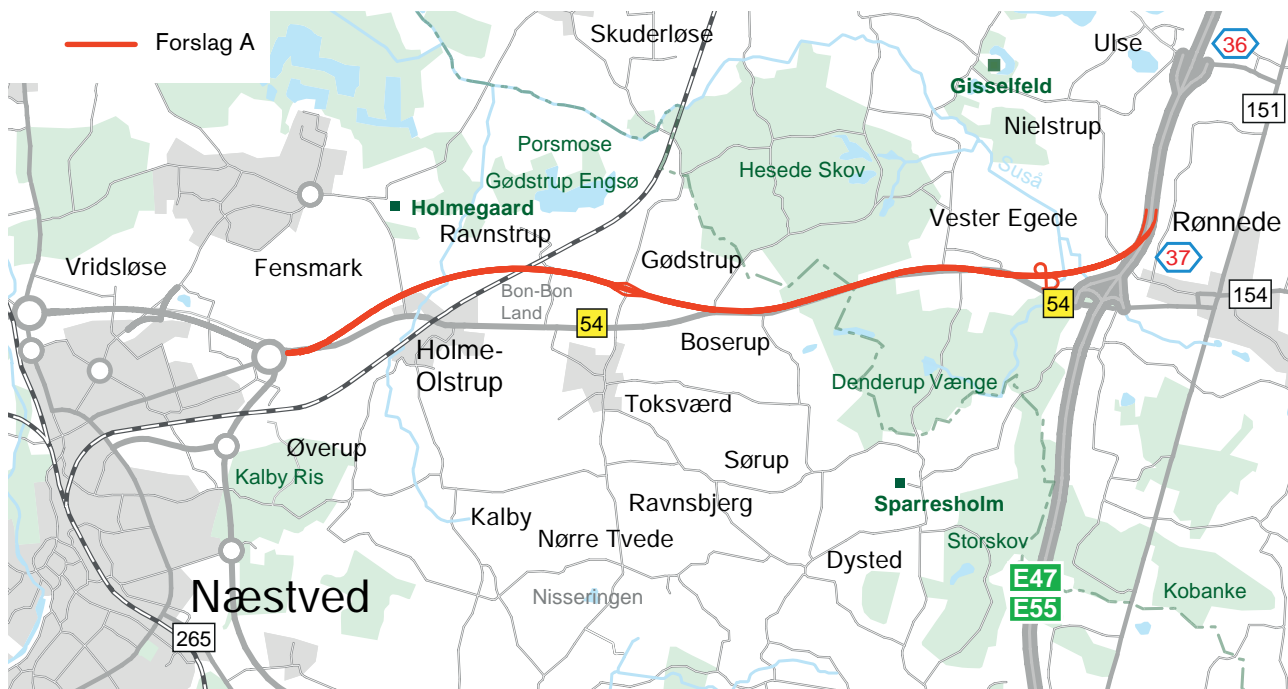 Forslag A
Skuderløse
Ulse
36
Gisselfeld
151
Nielstrup
Porsmose
Gødstrup Engsø
Hesede Skov
Suså
Holmegaard
Ravnstrup
Vester Egede
Rønnede
37
Vridsløse
Fensmark
Gødstrup
Bon-Bon
Land
54
54
154
Holme-
Olstrup
Boserup
Denderup Vænge
Toksværd
Øverup
Kalby Ris
Sørup
Sparresholm
Ravnsbjerg
Kalby
Nørre Tvede
Storskov
Dysted
Nisseringen
E47
E55
Kobanke
Næstved
265